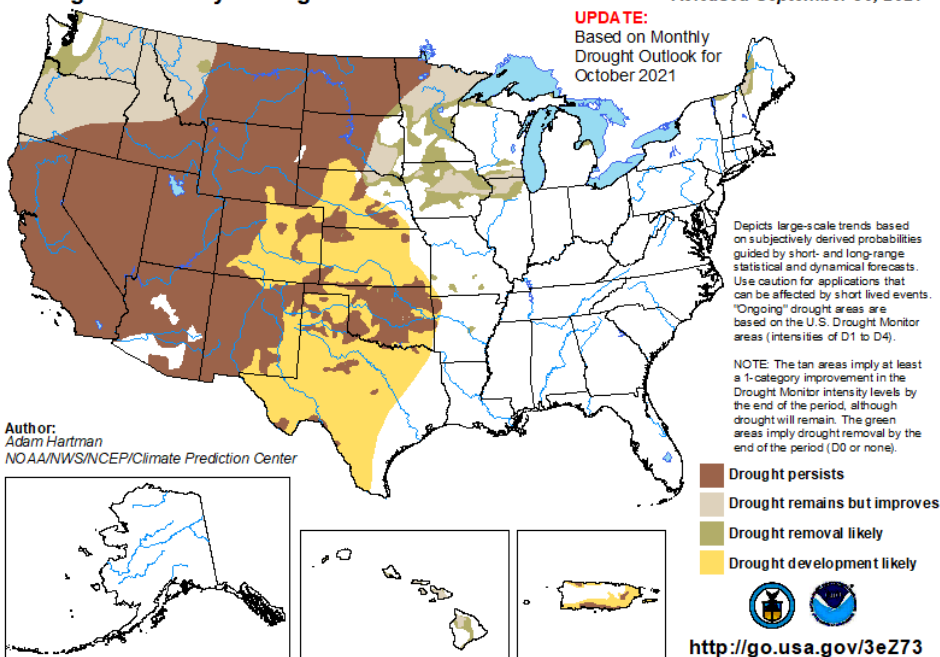 UPDATE:
Based on Monthly
Drought Outlook for
October 2021
Depicts large-scale trends based
on subjectively derived probabilities
guided by short- and long-range
statistical and dynamical forecasts.
Use caution for applications that
can be affected by short lived events.
"Ongoing" drought areas are
based on the U.S. Drought Monitor
areas (intensities of D1 to D4).
NOTE: The tan areas imply at least
a 1-category improvement in the
Drought Monitor intensity levels by
the end of the period, although
drought will remain. The green
areas imply drought removal by the
end of the period (D0 or none).
Author:
Adam Hartman
NOAA/NWS/NCEP/Climate Prediction Center
Drought persists
Drought remains but improves
Drought removal likely
Drought development likely
http://go.usa.gov/3eZ73